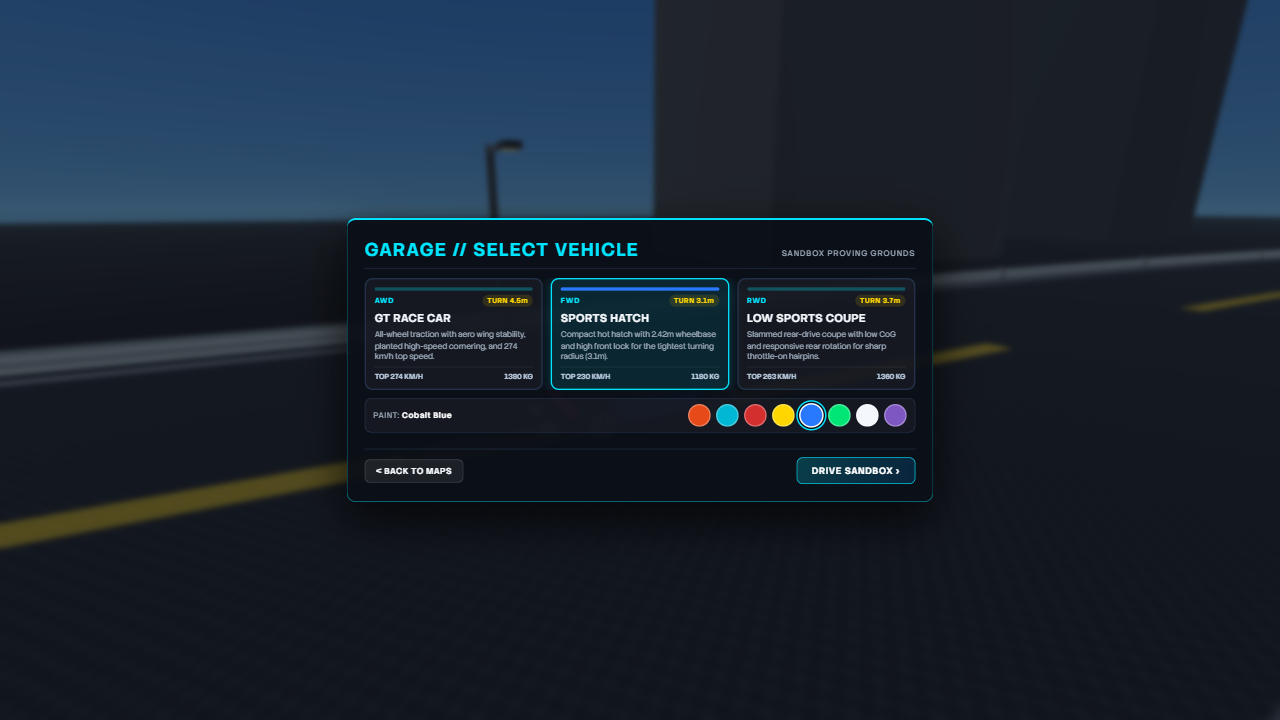 GARAGE // SELECT VEHICLE
SANDBOX PROVING GROUNDS
AWD
TURN 4.5m
GT RACE CAR
All-wheel traction with aero wing stability,
planted high-speed cornering, and 274
km/h top speed.
TOP 274 KM/H
1380 KG
FWD
TURN 3.1m
SPORTS HATCH
Compact hot hatch with 2.42m wheelbase
and high front lock for the tightest turning
radius (3.1m).
TOP 230 KM/H
1180 KG
RWD
TURN 3.7m
LOW SPORTS COUPE
Slammed rear-drive coupe with low CoG
and responsive rear rotation for sharp
throttle-on hairpins.
TOP 263 KM/H
1360 KG
PAINT: Cobalt Blue
< BACK TO MAPS
DRIVE SANDBOX ›